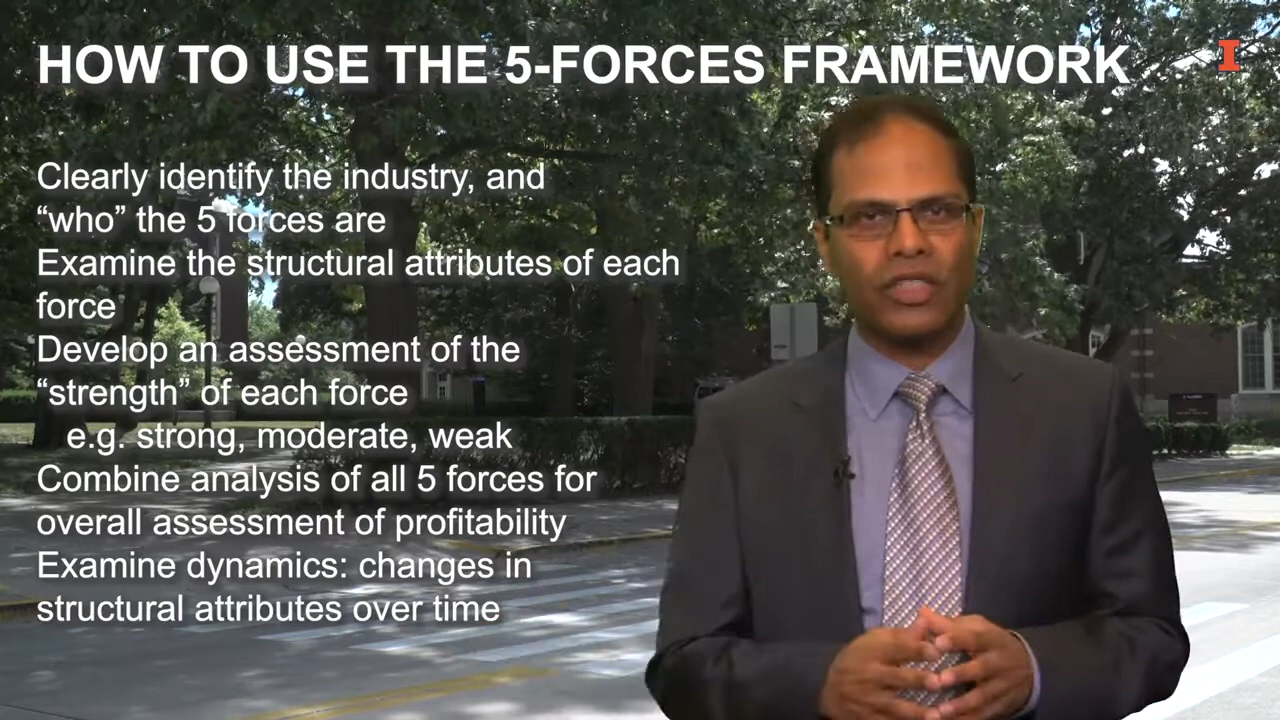 HOW TO USE THE 5-FORCES FRAMEWORK
I
Clearly identify the industry, and
“who” the 5 forces are
Examine the structural attributes of each
force
Develop an assessment of the
“strength” of each force
e.g. strong, moderate, weak
Combine analysis of all 5 forces for
overall assessment of profitability
Examine dynamics: changes in
structural attributes over time